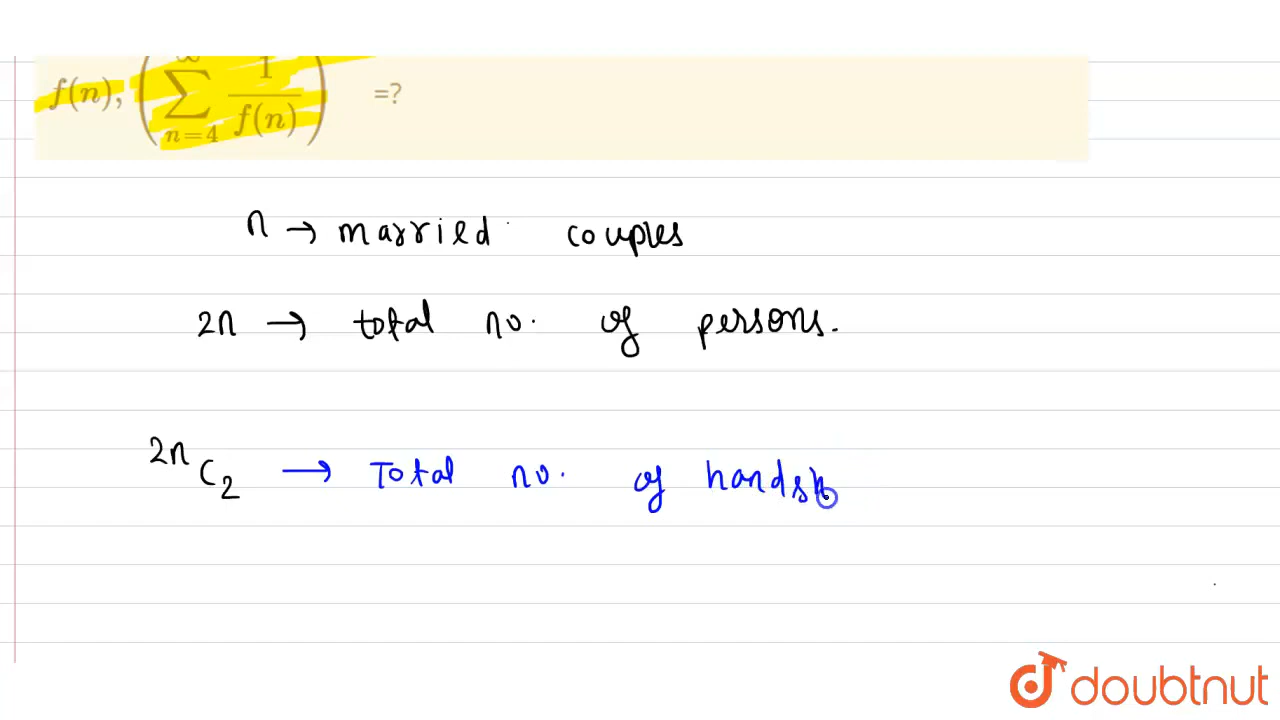 f(n), (∑_{n=4}^{∞} 1/f(n)) =?
n → married couples
2n → total no. of persons.
2nC2 → Total no. of handsh
doubtnut